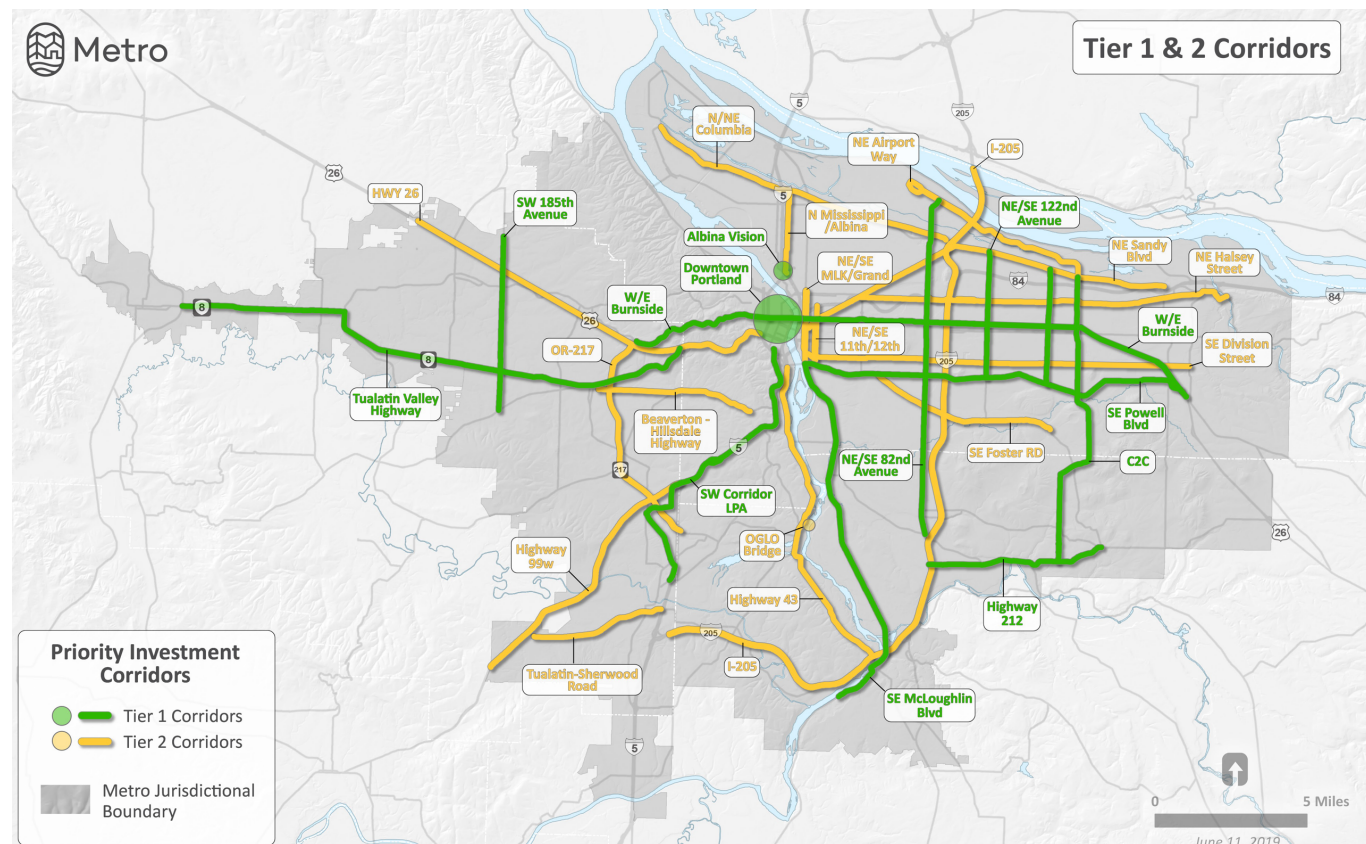 Metro
Tier 1 & 2 Corridors
5
205
N/NE
Columbia
NE Airport
Way
I-205
26
HWY 26
SW 185th
Avenue
5
NE/SE 122nd
Avenue
N Mississippi
/Albina
Albina Vision
NE Sandy
Blvd
NE Halsey
Street
Downtown
Portland
NE/SE
MLK/Grand
84
84
8
W/E
Burnside
26
W/E
Burnside
OR-217
NE/SE
11th/12th
SE Division
Street
8
205
Tualatin Valley
Highway
Beaverton -
Hillsdale
Highway
SE Powell
Blvd
5
SE Foster RD
NE/SE 82nd
Avenue
C2C
217
SW Corridor
LPA
26
OGLO
Bridge
Highway
99w
Highway 43
Highway
212
205
I-205
Tualatin-Sherwood
Road
SE McLoughlin
Blvd
5
Priority Investment
Corridors
Tier 1 Corridors
Tier 2 Corridors
Metro Jurisdictional
Boundary
0
5 Miles
June 11, 2019